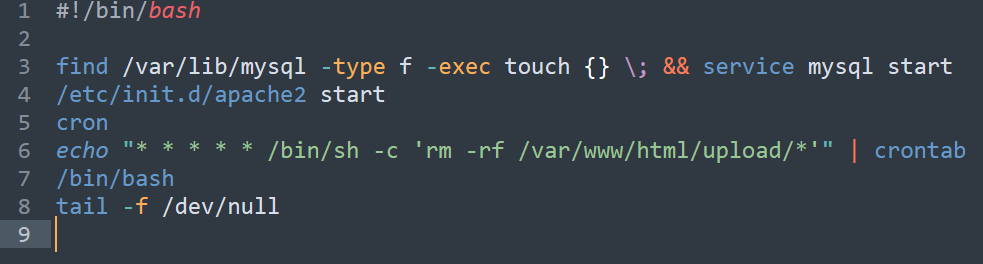 1 #!/bin/bash
2
3 find /var/lib/mysql -type f -exec touch {} \; && service mysql start
4 /etc/init.d/apache2 start
5 cron
6 echo "* * * * * /bin/sh -c 'rm -rf /var/www/html/upload/*'" | crontab
7 /bin/bash
8 tail -f /dev/null
9